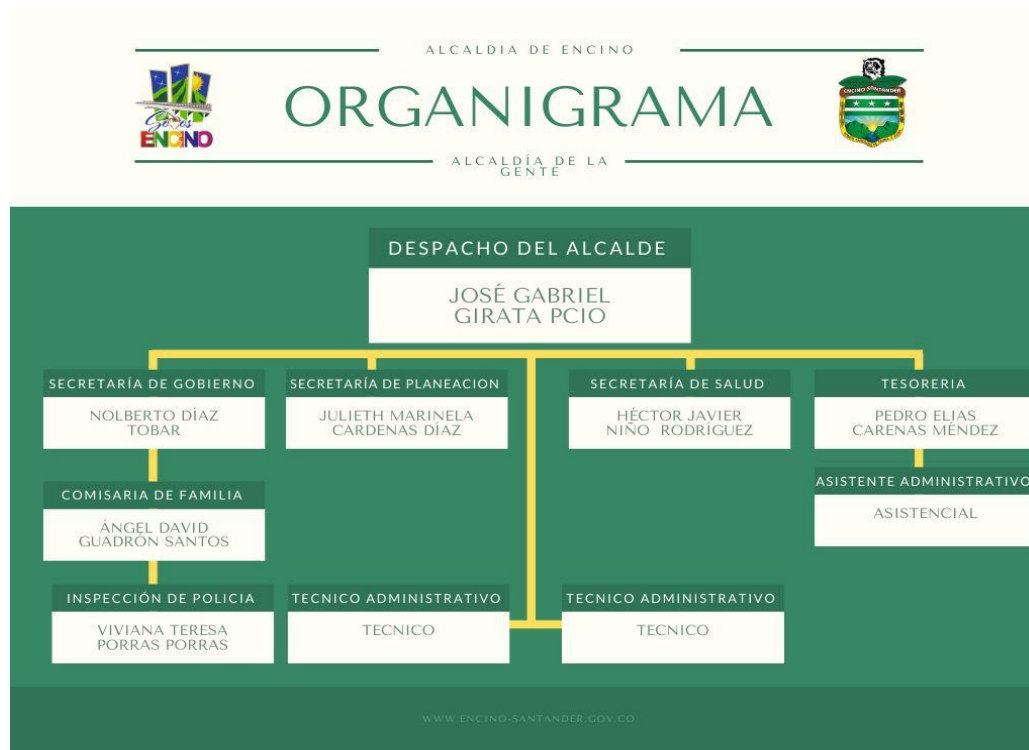 ALCALDIA DE ENCINO
ORGANIGRAMA
ALCALDÍA DE LA
GENTE
Somos
ENCINO
ENCINO SANTANDER
DESPACHO DEL ALCALDE
JOSÉ GABRIEL
GIRATA PCIO
SECRETARÍA DE GOBIERNO
NOLBERTO DÍAZ
TOBAR
SECRETARÍA DE PLANEACION
JULIETH MARINELA
CARDENAS DÍAZ
SECRETARÍA DE SALUD
HÉCTOR JAVIER
NIÑO RODRÍGUEZ
TESORERIA
PEDRO ELIAS
CARENAS MÉNDEZ
COMISARIA DE FAMILIA
ÁNGEL DAVID
GUADRÓN SANTOS
ASISTENTE ADMINISTRATIVO
ASISTENCIAL
INSPECCIÓN DE POLICIA
VIVIANA TERESA
PORRAS PORRAS
TECNICO ADMINISTRATIVO
TECNICO
TECNICO ADMINISTRATIVO
TECNICO
WWW.ENCINO-SANTANDER.GOV.CO